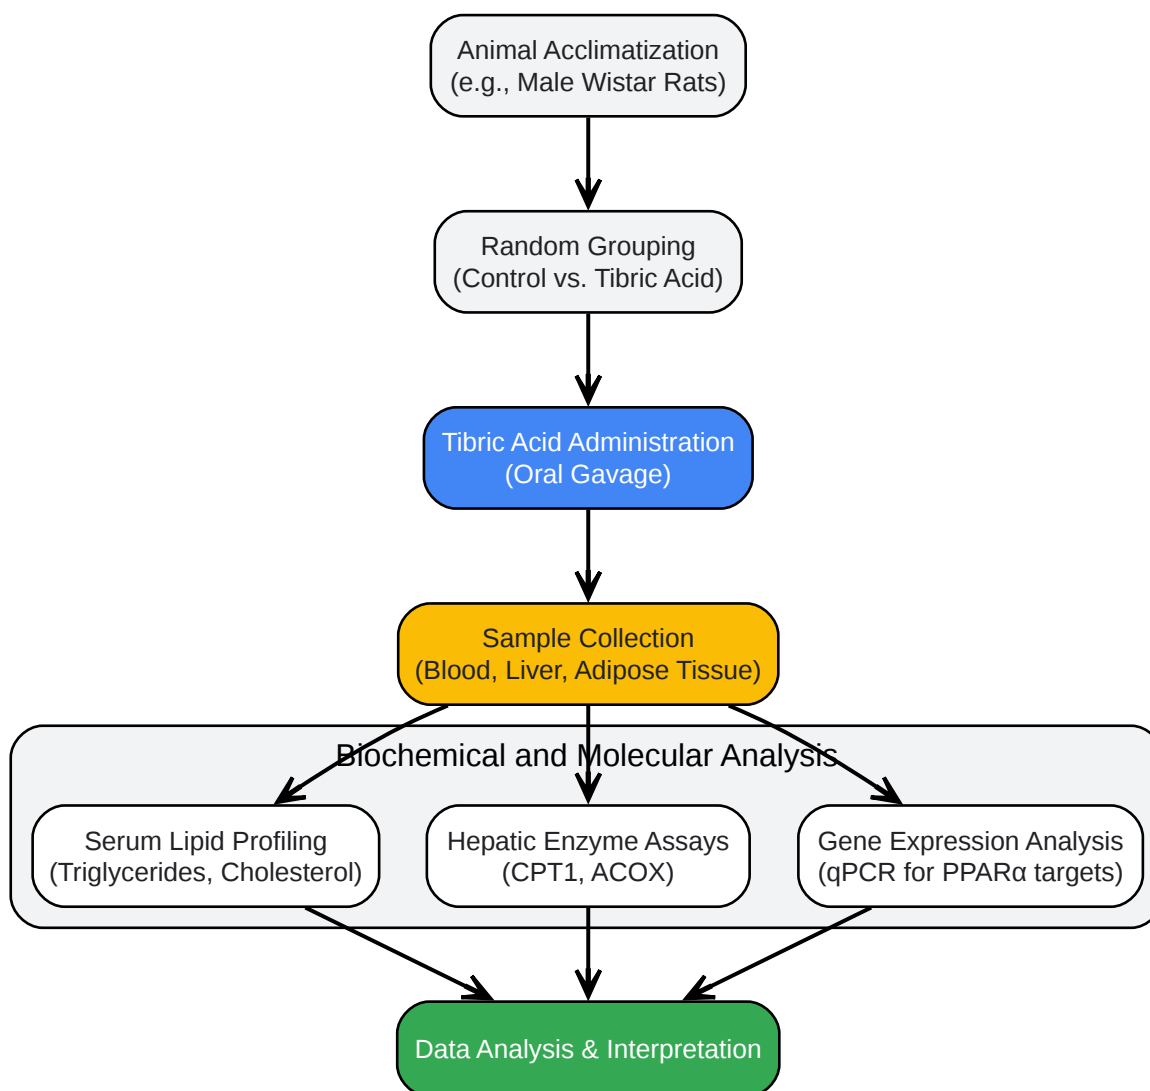 Animal Acclimatization
(e.g., Male Wistar Rats)
Random Grouping
(Control vs. Tibric Acid)
Tibric Acid Administration
(Oral Gavage)
Sample Collection
(Blood, Liver, Adipose Tissue)
Biochemical and Molecular Analysis
Serum Lipid Profiling
(Triglycerides, Cholesterol)
Hepatic Enzyme Assays
(CPT1, ACOX)
Gene Expression Analysis
(qPCR for PPARα targets)
Data Analysis & Interpretation